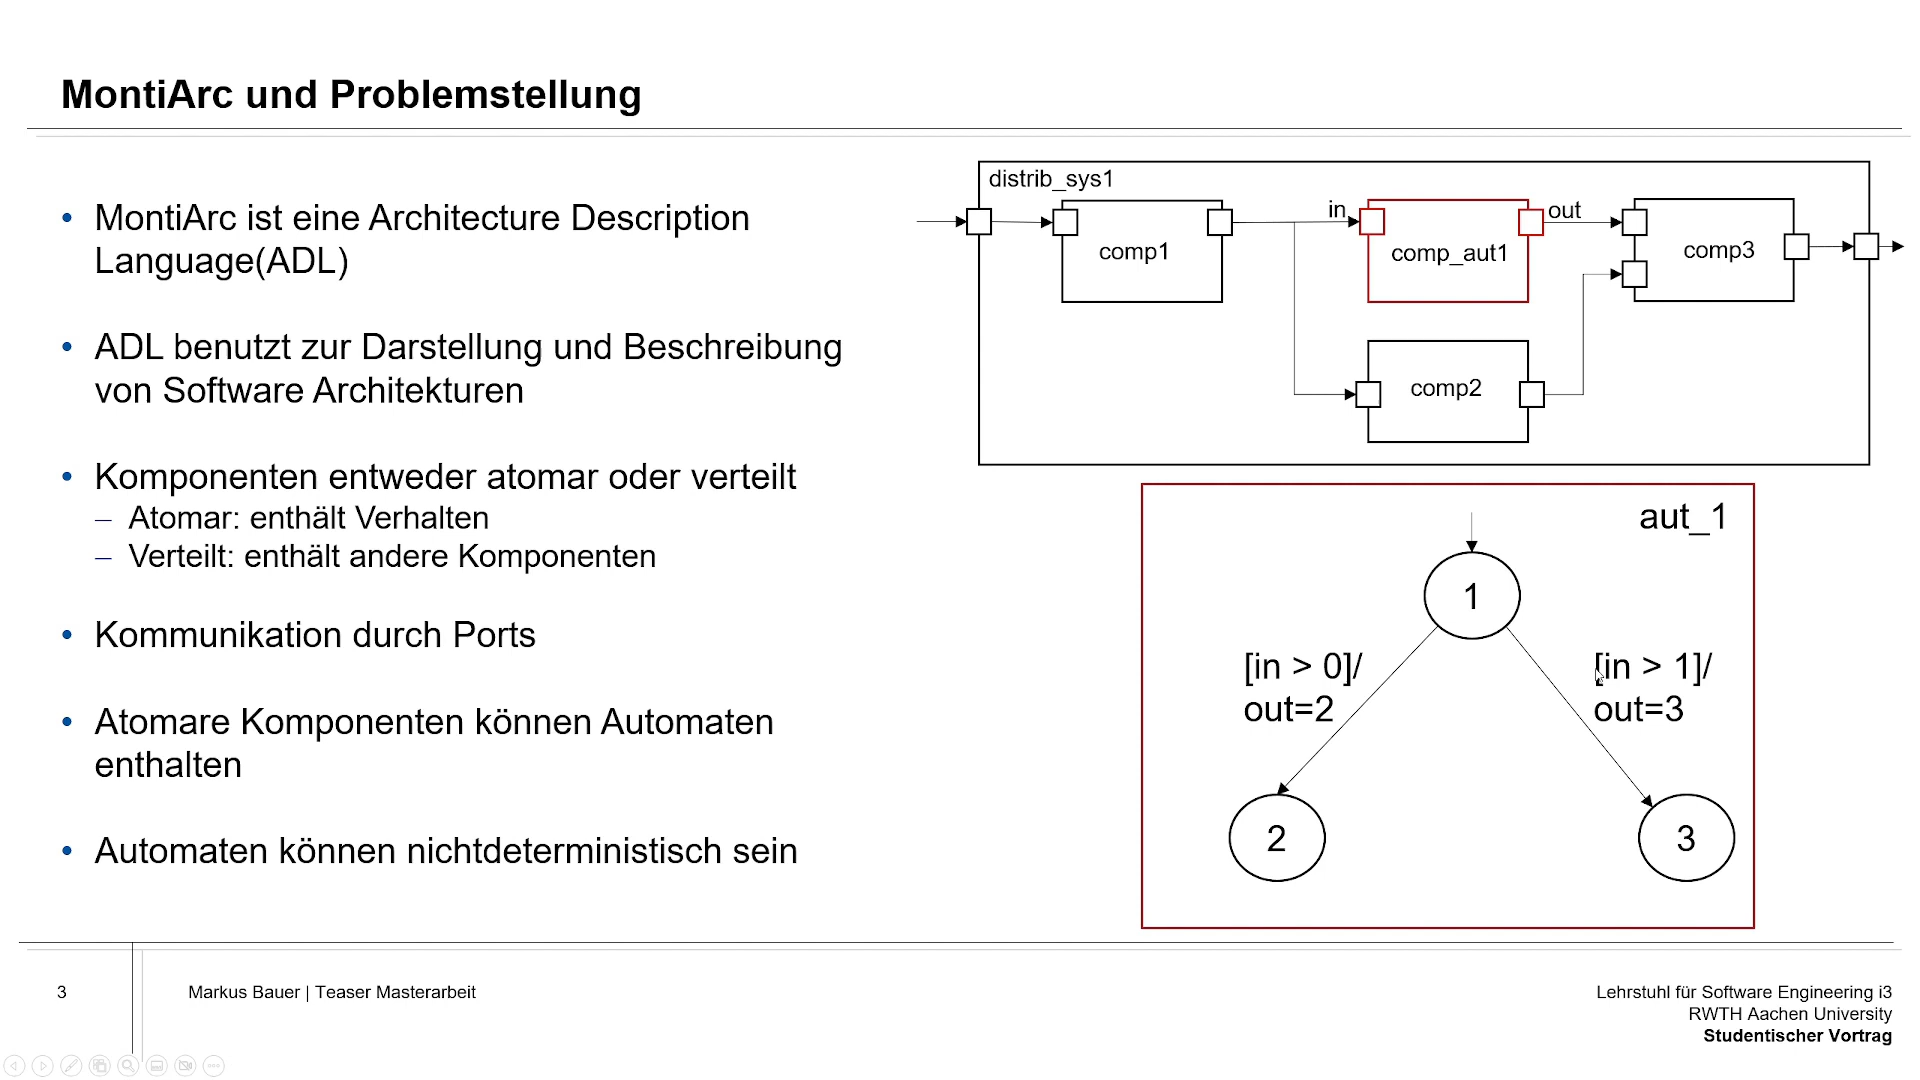 MontiArc und Problemstellung
MontiArc ist eine Architecture Description
Language(ADL)
ADL benutzt zur Darstellung und Beschreibung
von Software Architekturen
Komponenten entweder atomar oder verteilt
Atomar: enthält Verhalten
Verteilt: enthält andere Komponenten
Kommunikation durch Ports
Atomare Komponenten können Automaten
enthalten
Automaten können nichtdeterministisch sein
distrib_sys1
comp1
in
comp_aut1
out
comp3
comp2
aut_1
1
[in > 0]/
out=2
[in > 1]/
out=3
2
3
3
Markus Bauer | Teaser Masterarbeit
Lehrstuhl für Software Engineering i3
RWTH Aachen University
Studentischer Vortrag